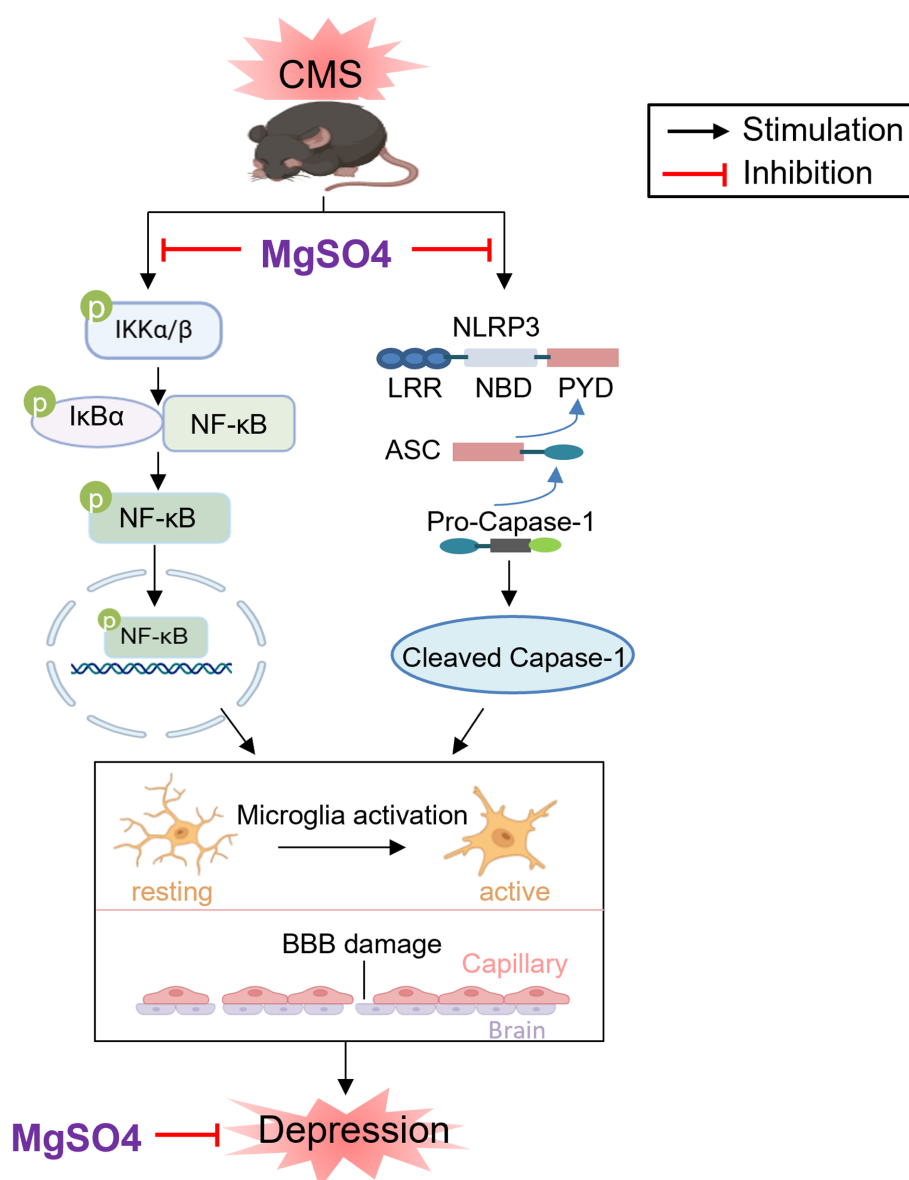 CMS
Stimulation
Inhibition
MgSO4
p
IKKα/β
NLRP3
LRR
NBD
PYD
p
IκBα
NF-κB
ASC
p
NF-κB
Pro-Capase-1
p
NF-κB
Cleaved Capase-1
Microglia activation
resting
active
BBB damage
Capillary
Brain
MgSO4
Depression